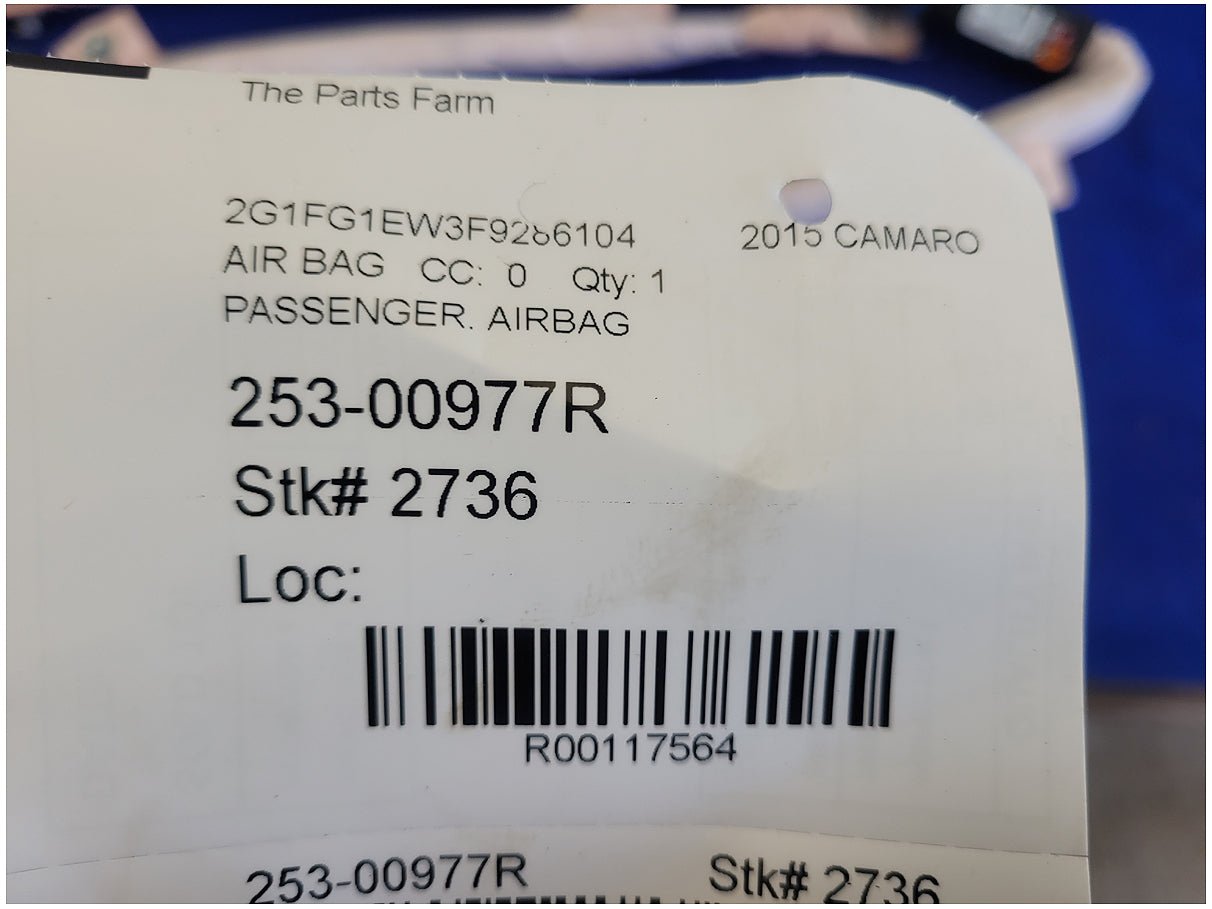 The Parts Farm
2G1FG1EW3F9286104 2015 CAMARO
AIR BAG CC: 0 Qty: 1
PASSENGER. AIRBAG
253-00977R
Stk# 2736
Loc:
R00117564
253-00977R Stk# 2736